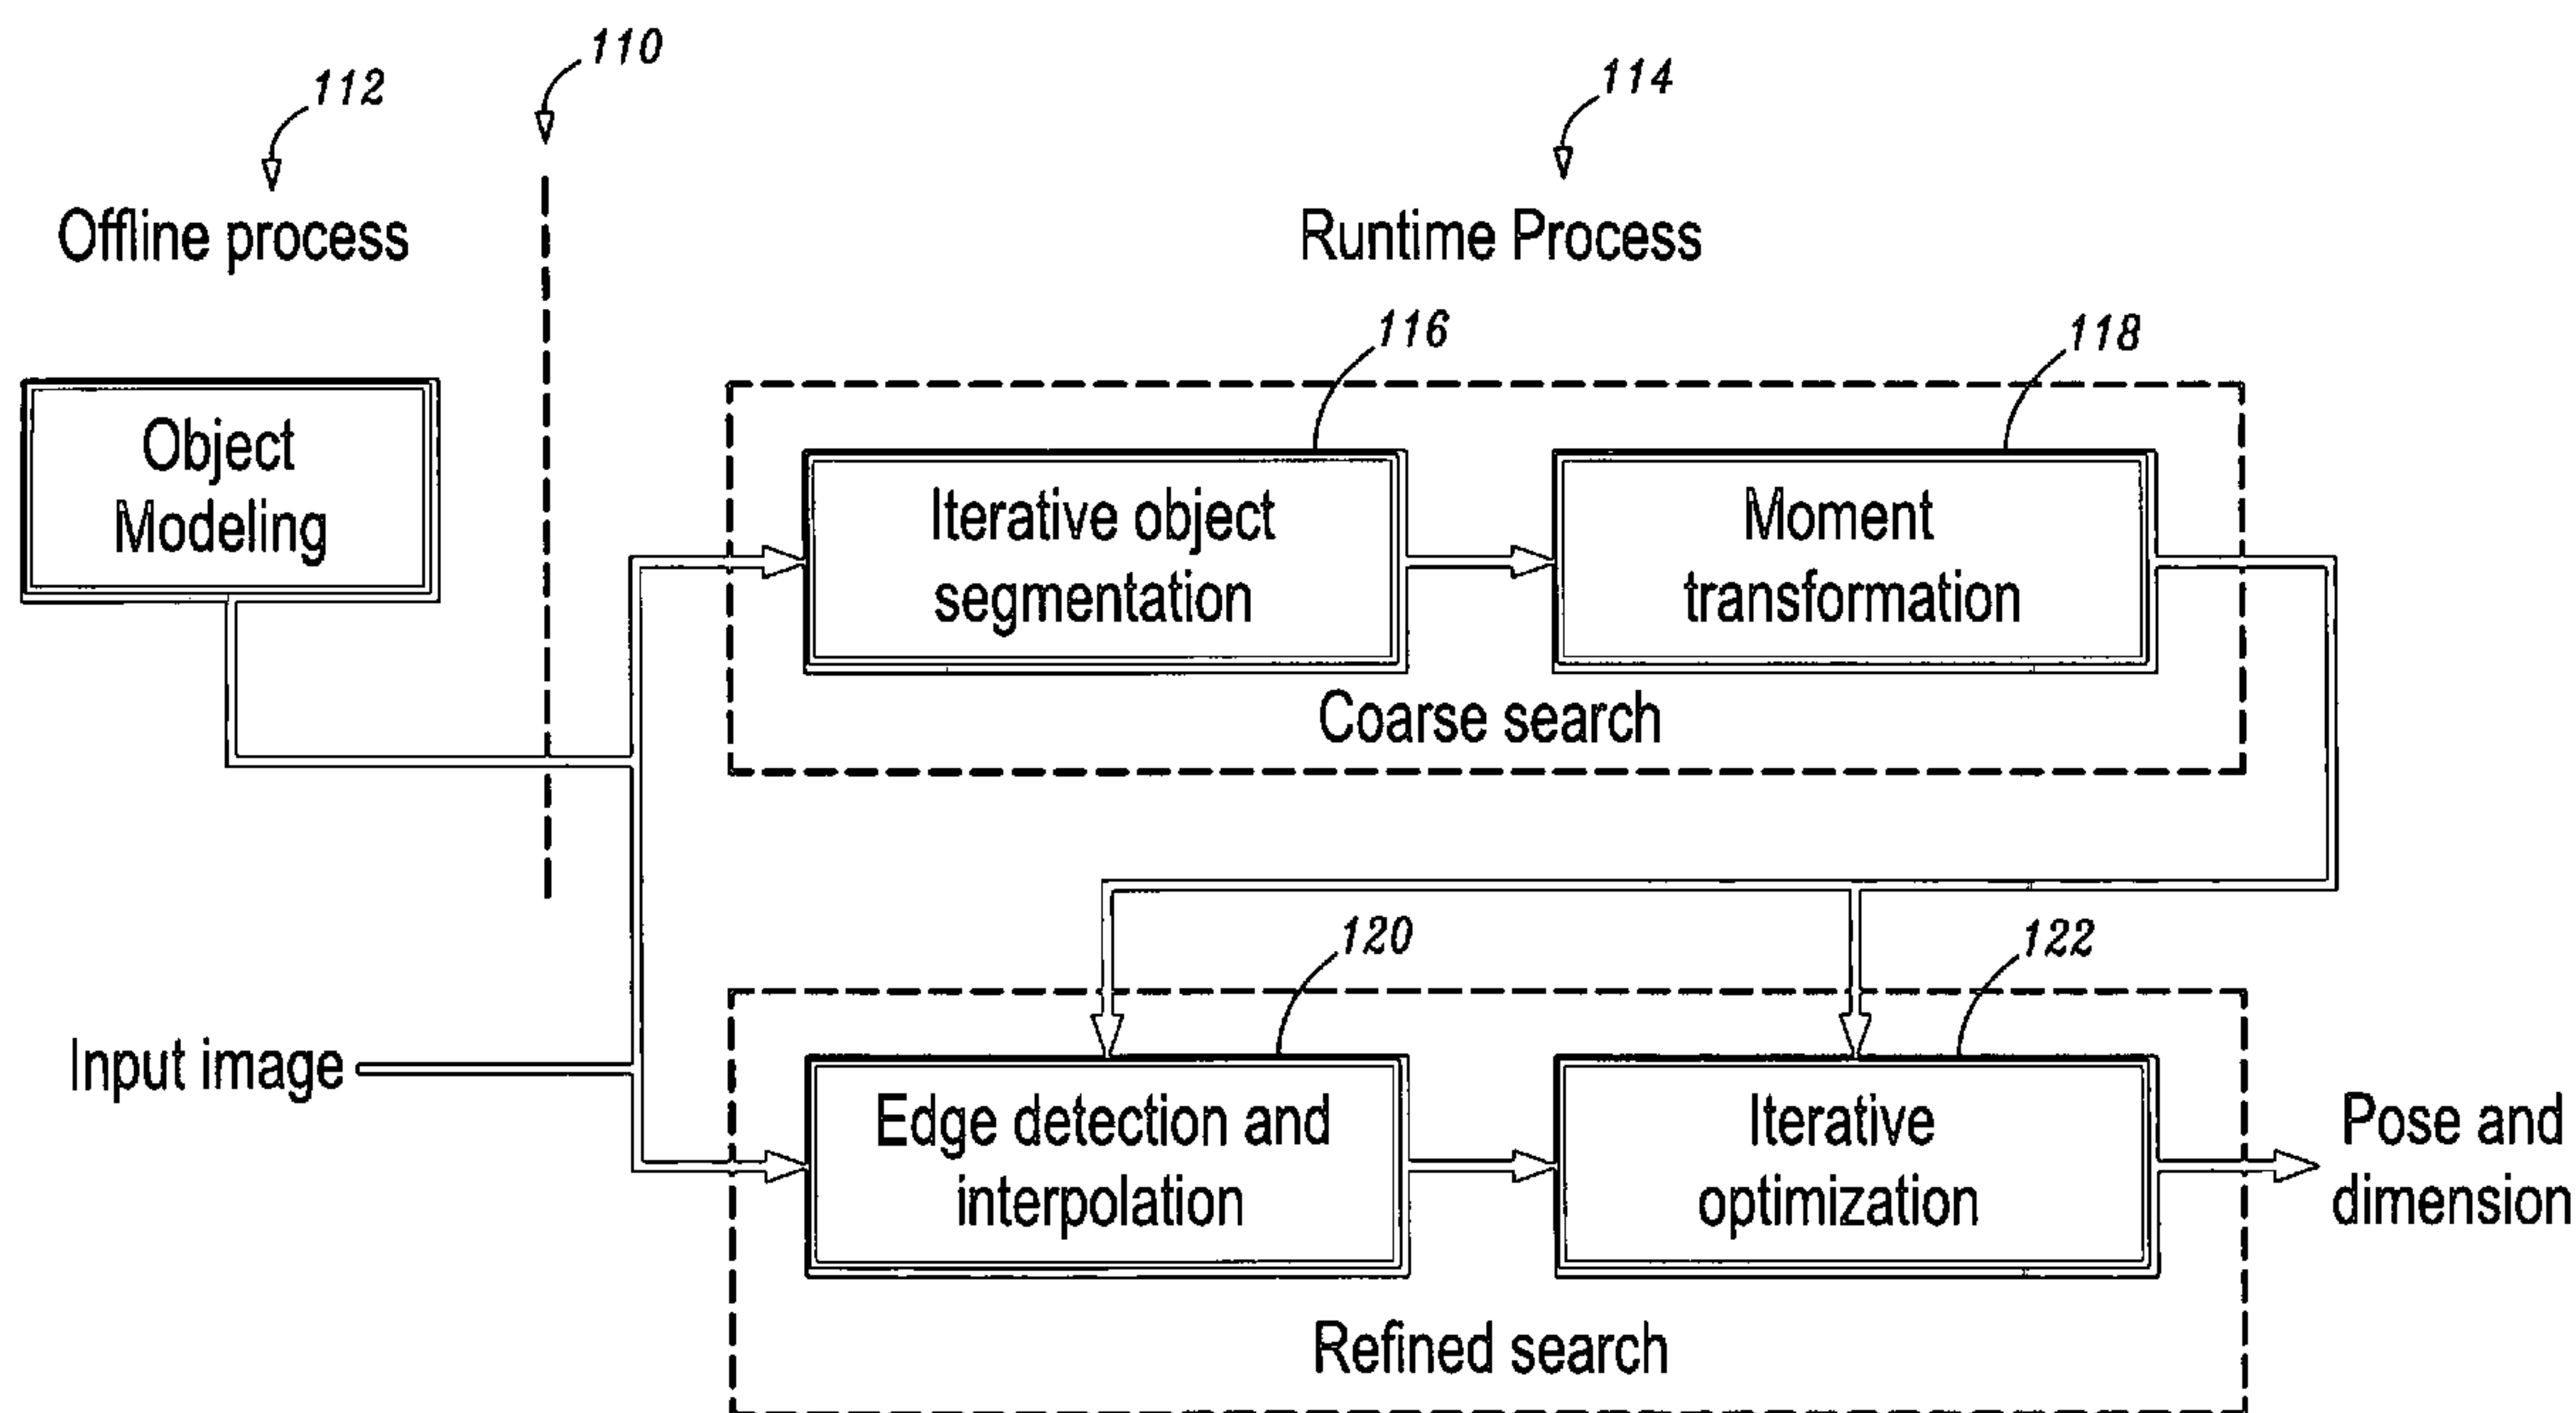 110
112
114
Offline process
Runtime Process
116
118
Object
Modeling
Iterative object
segmentation
Moment
transformation
Coarse search
120
122
Input image
Edge detection and
interpolation
Iterative
optimization
Pose and
dimension
Refined search